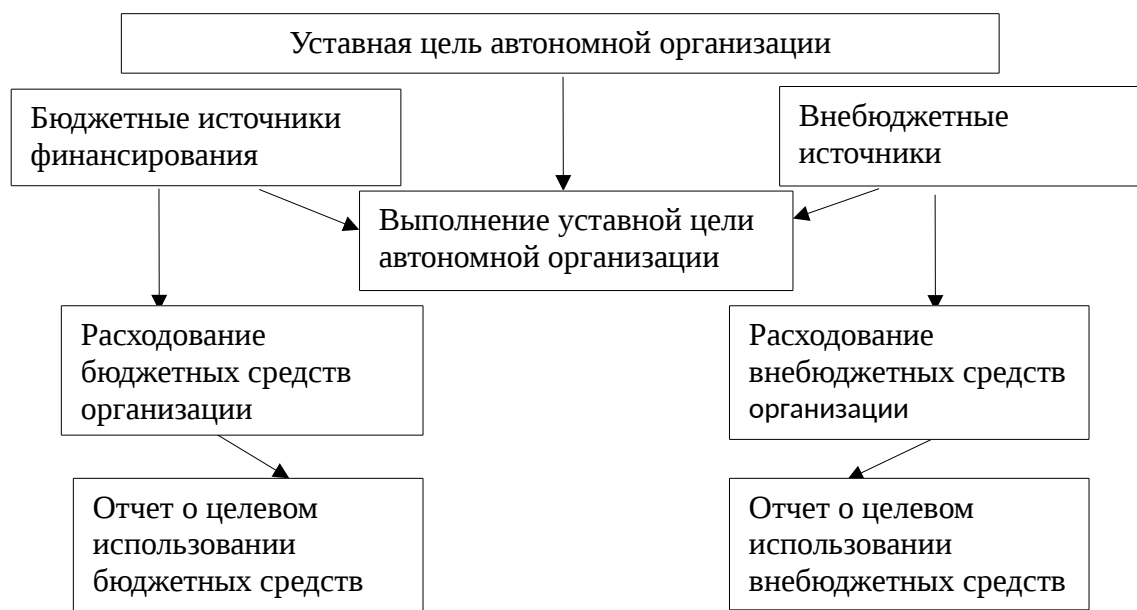 Уставная цель автономной организации
Бюджетные источники
финансирования
Внебюджетные
источники
Выполнение уставной цели
автономной организации
Расходование
бюджетных средств
организации
Расходование
внебюджетных средств
организации
Отчет о целевом
использовании
бюджетных средств
Отчет о целевом
использовании
внебюджетных средств